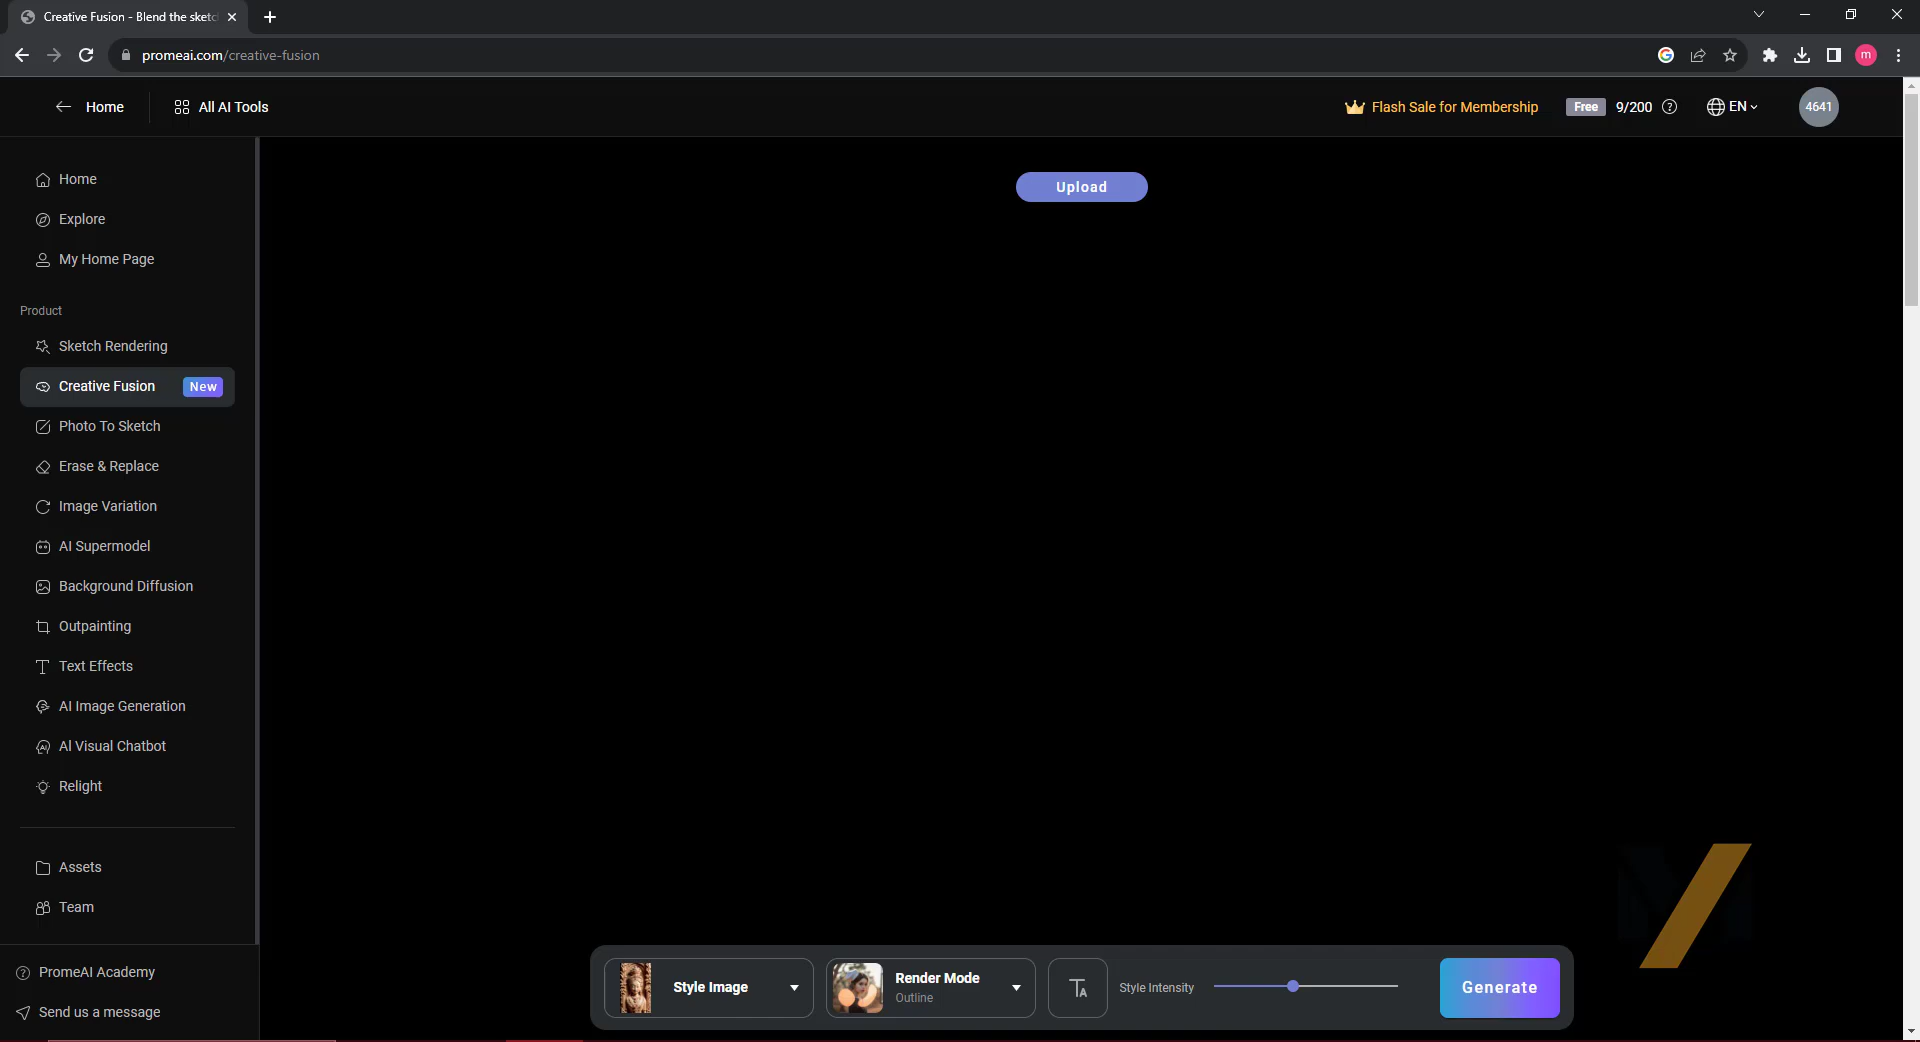 Creative Fusion - Blend the sketc
promeai.com/creative-fusion
m
Home
All AI Tools
Flash Sale for Membership
Free
9/200
EN
4641
Home
Explore
My Home Page
Product
Sketch Rendering
Creative Fusion
New
Photo To Sketch
Erase & Replace
Image Variation
AI Supermodel
Background Diffusion
Outpainting
Text Effects
AI Image Generation
AI Visual Chatbot
Relight
Assets
Team
PromeAI Academy
Send us a message
Upload
Style Image
Render Mode
Outline
Style Intensity
Generate